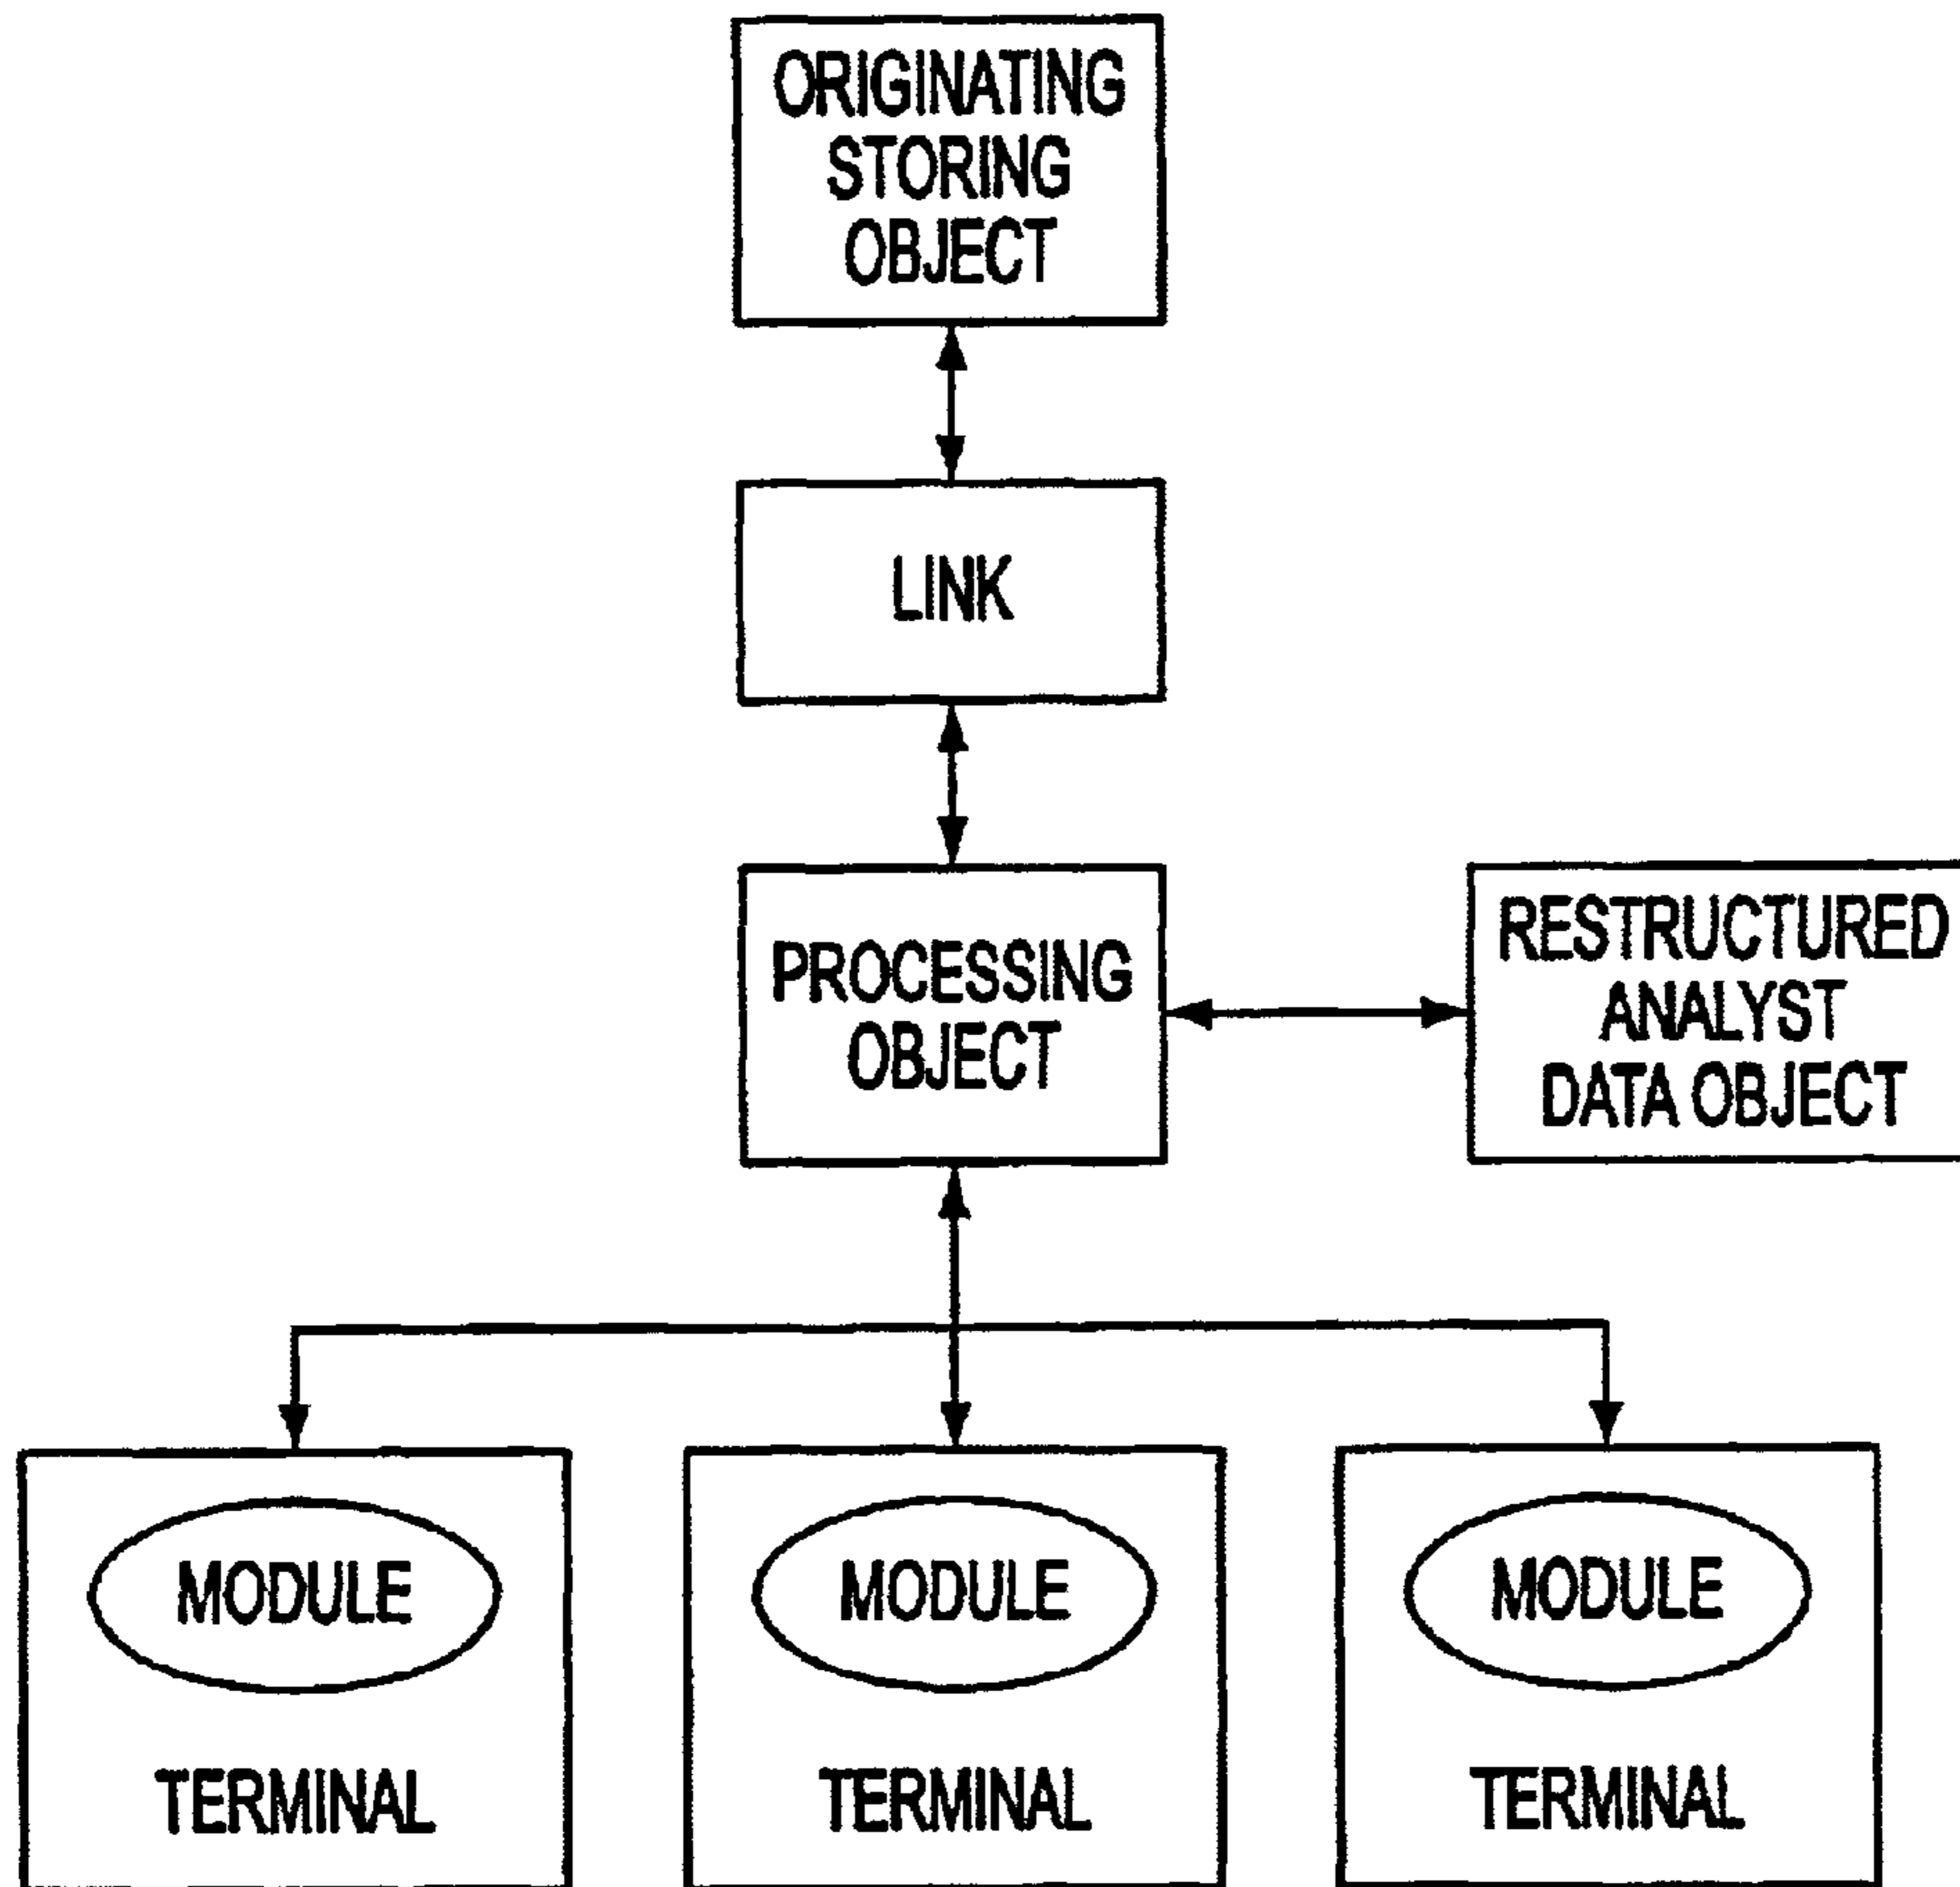 ORIGINATING
STORING
OBJECT
LINK
PROCESSING
OBJECT
RESTRUCTURED
ANALYST
DATA OBJECT
MODULE
TERMINAL
MODULE
TERMINAL
MODULE
TERMINAL